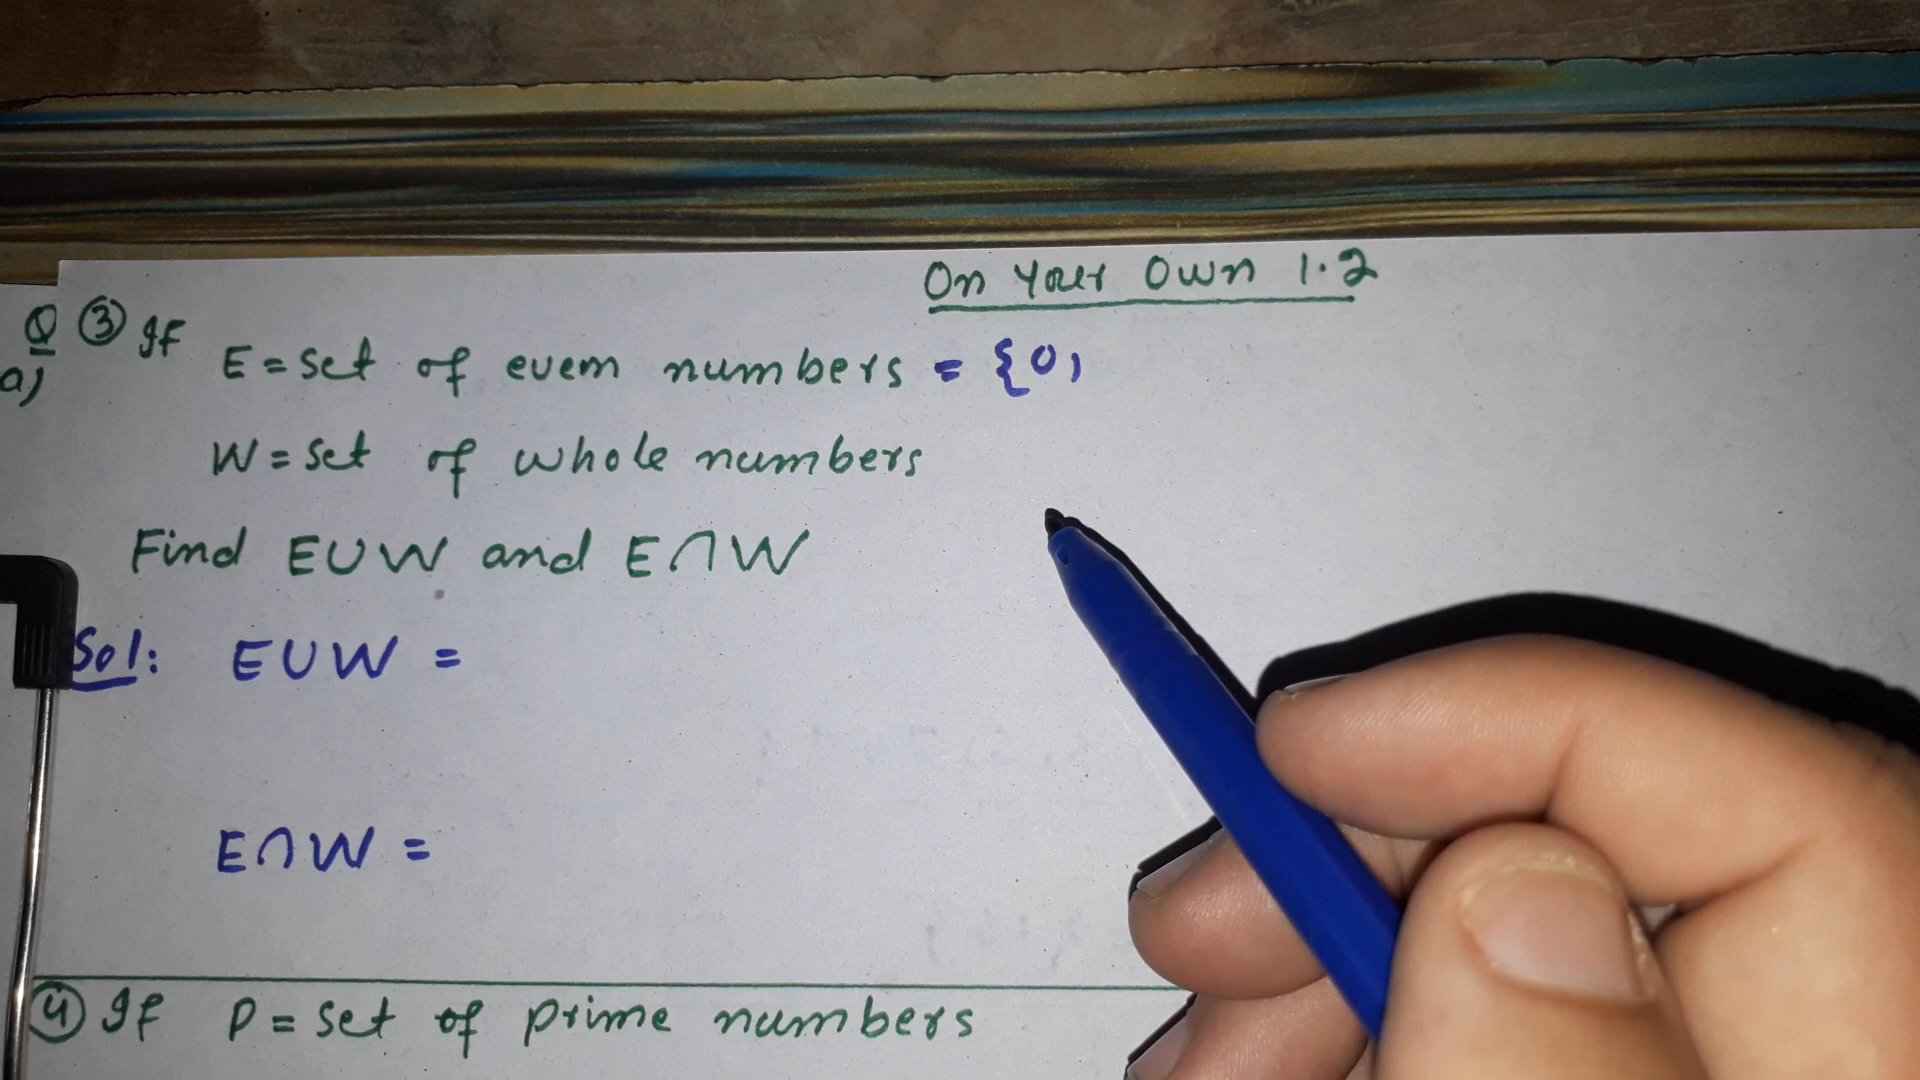 On Your Own 1.2
Q ③ If
a) E = set of even numbers = {0,
W = set of whole numbers
Find E∪W and E∩W
Sol: E∪W =
E∩W =
④ If P = set of prime numbers